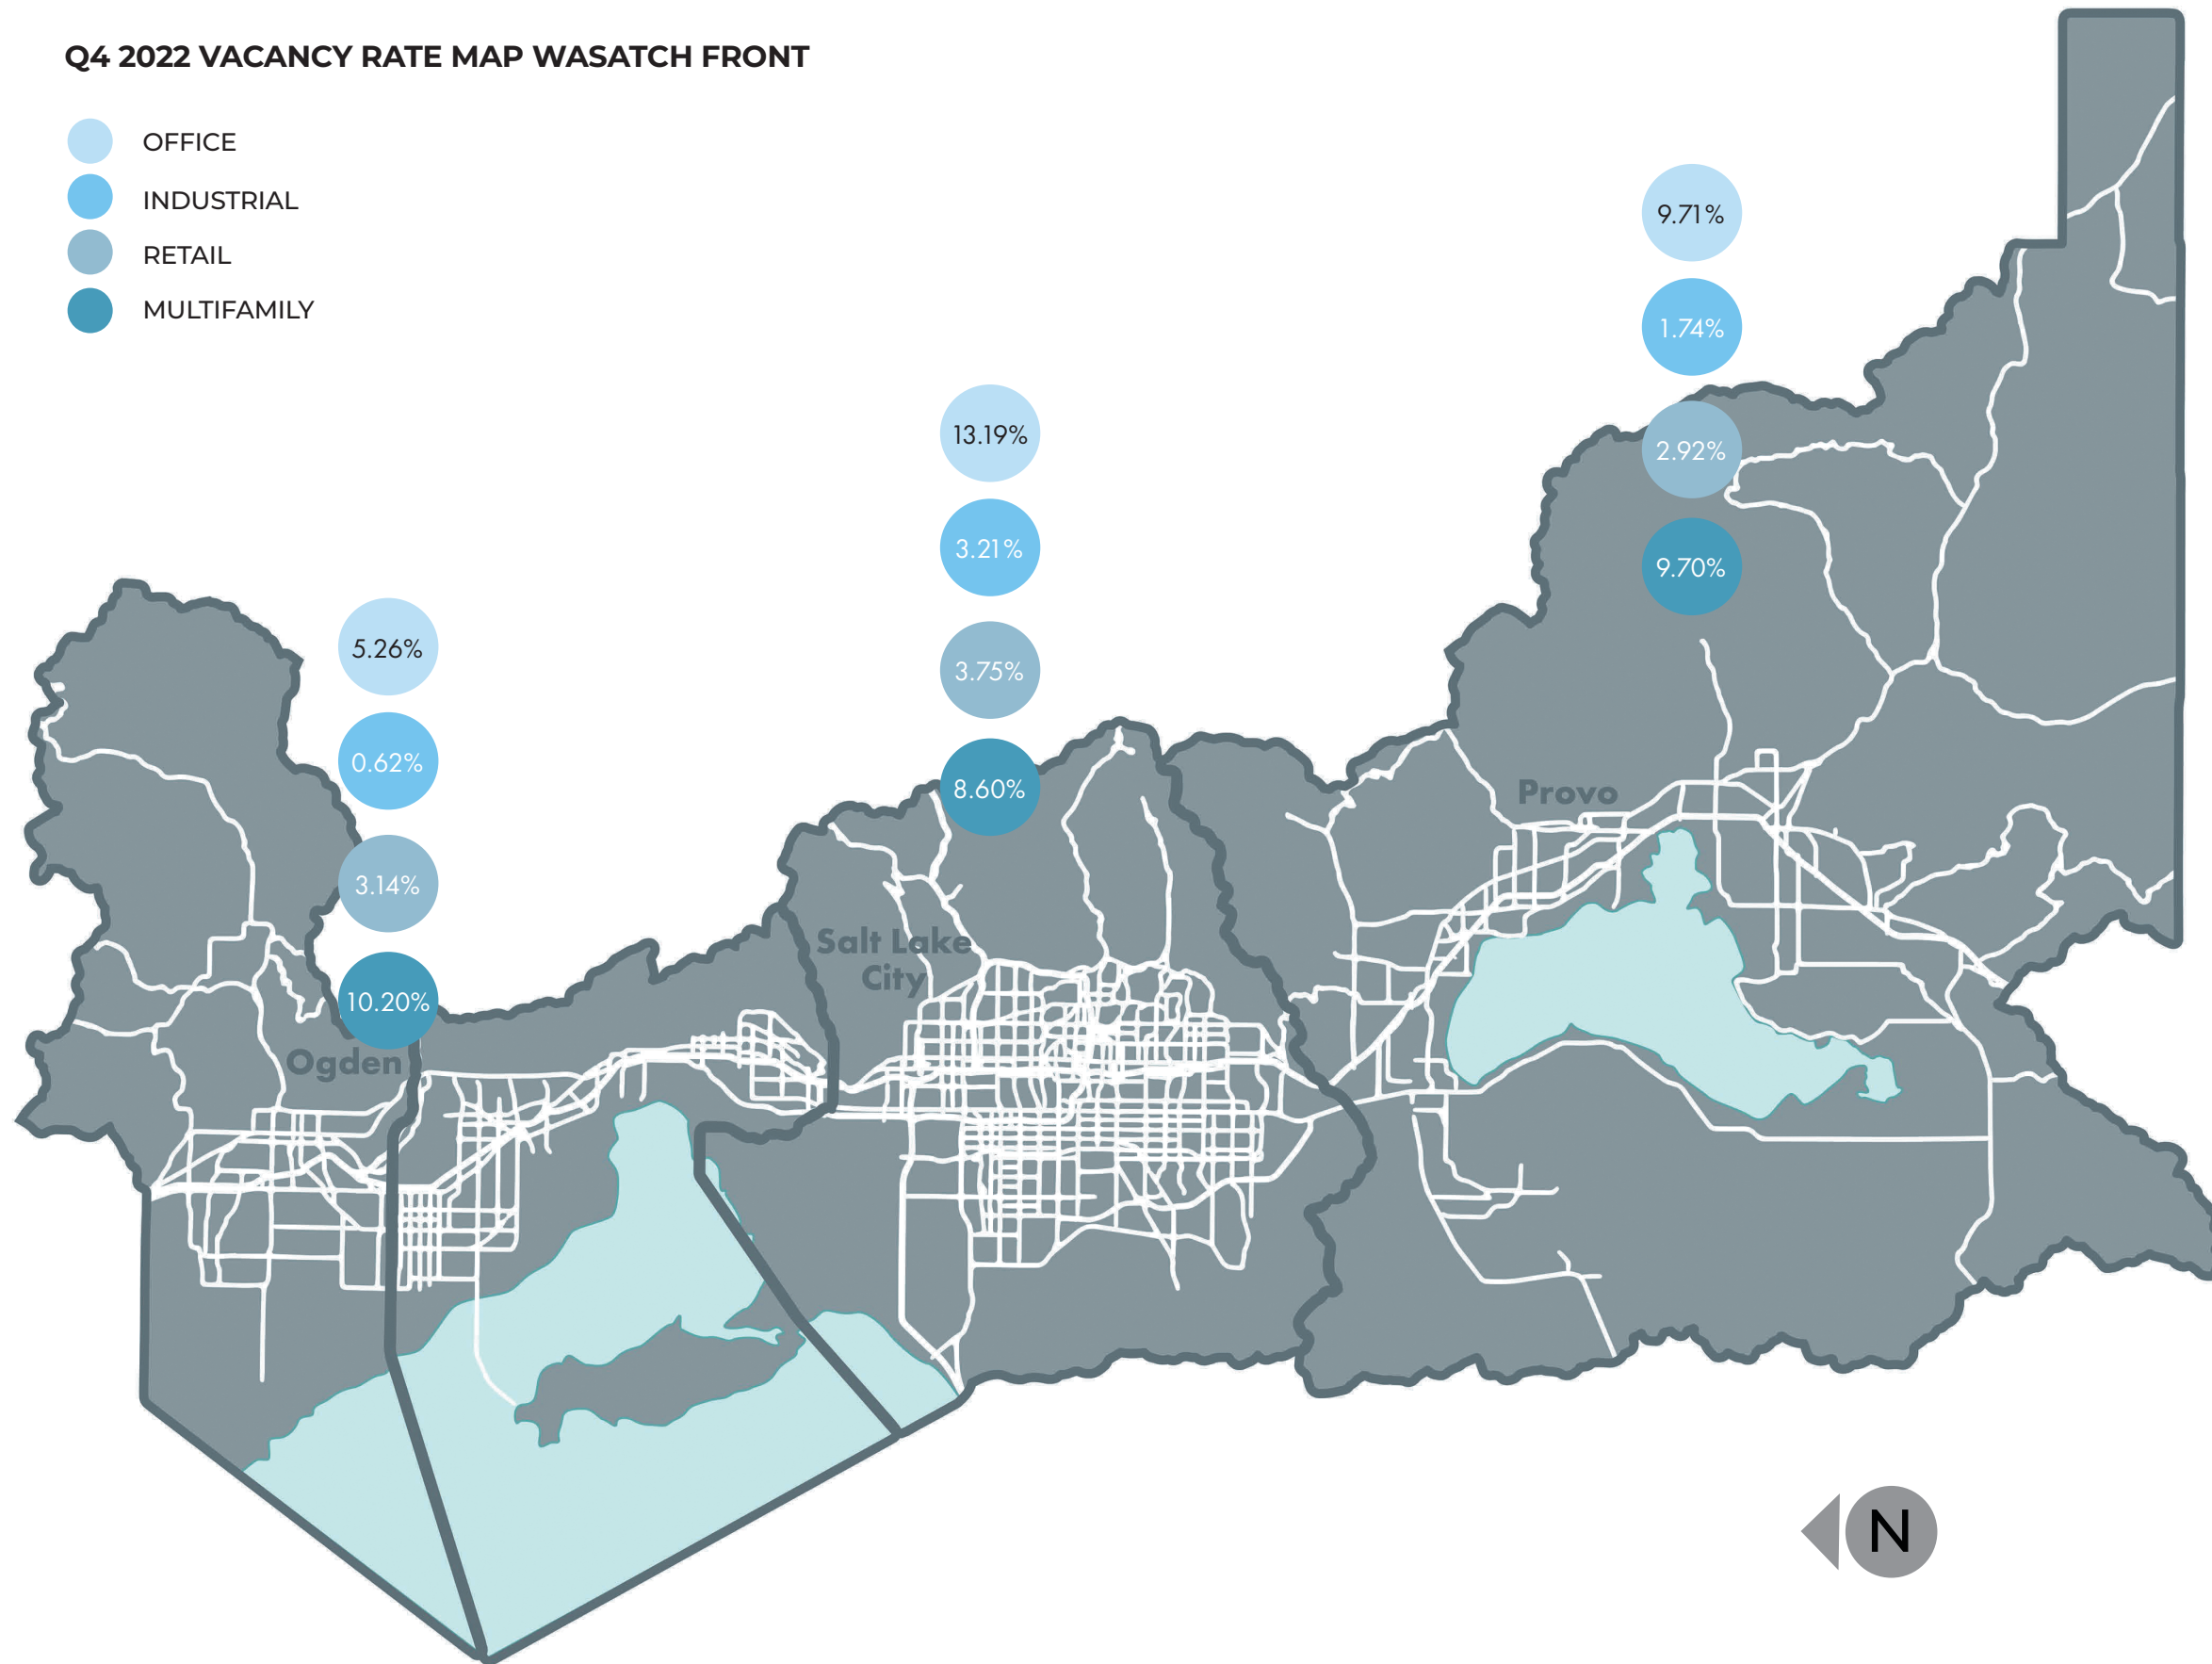 Q4 2022 VACANCY RATE MAP WASATCH FRONT
OFFICE
INDUSTRIAL
RETAIL
MULTIFAMILY
5.26%
0.62%
3.14%
10.20%
Ogden
13.19%
3.21%
3.75%
8.60%
Salt Lake
City
9.71%
1.74%
2.92%
9.70%
Provo
N